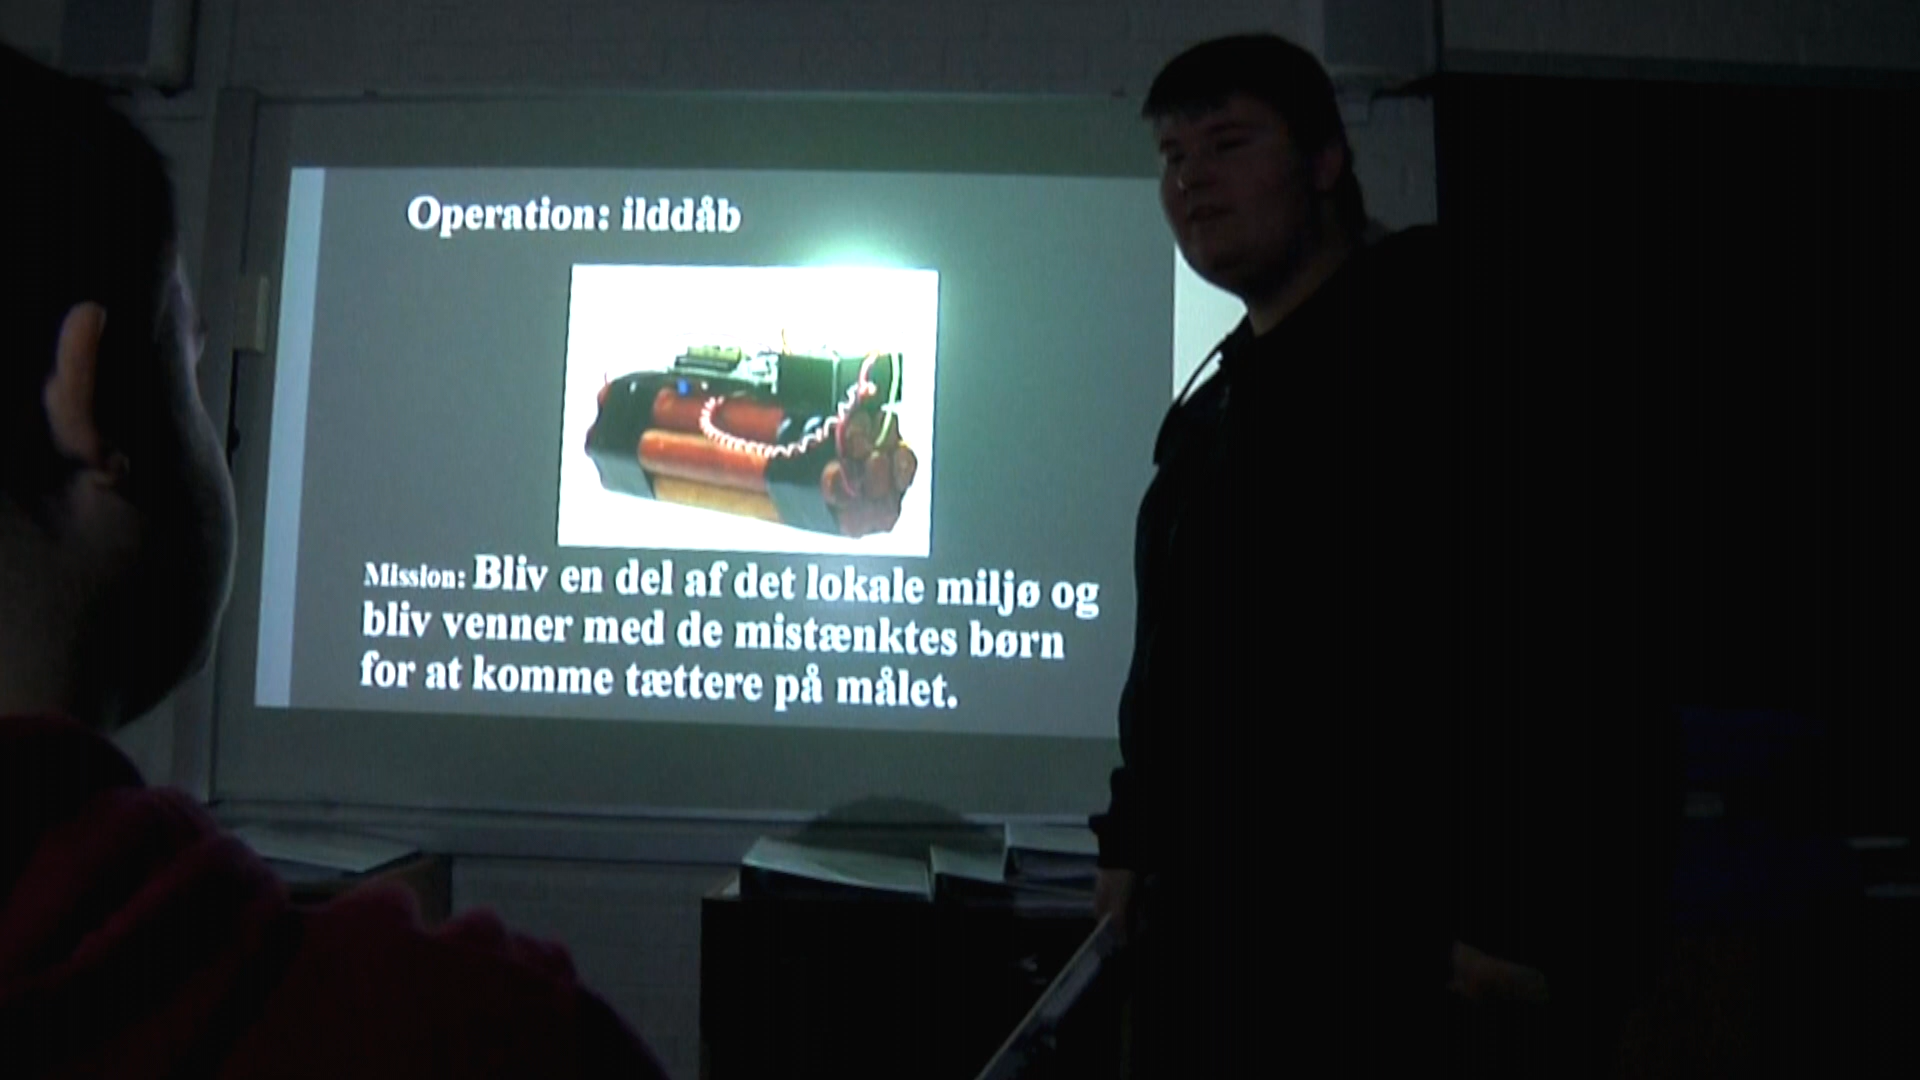 Operation: ilddåb
Mission: Bliv en del af det lokale miljø og
bliv venner med de mistænktes børn
for at komme tættere på målet.